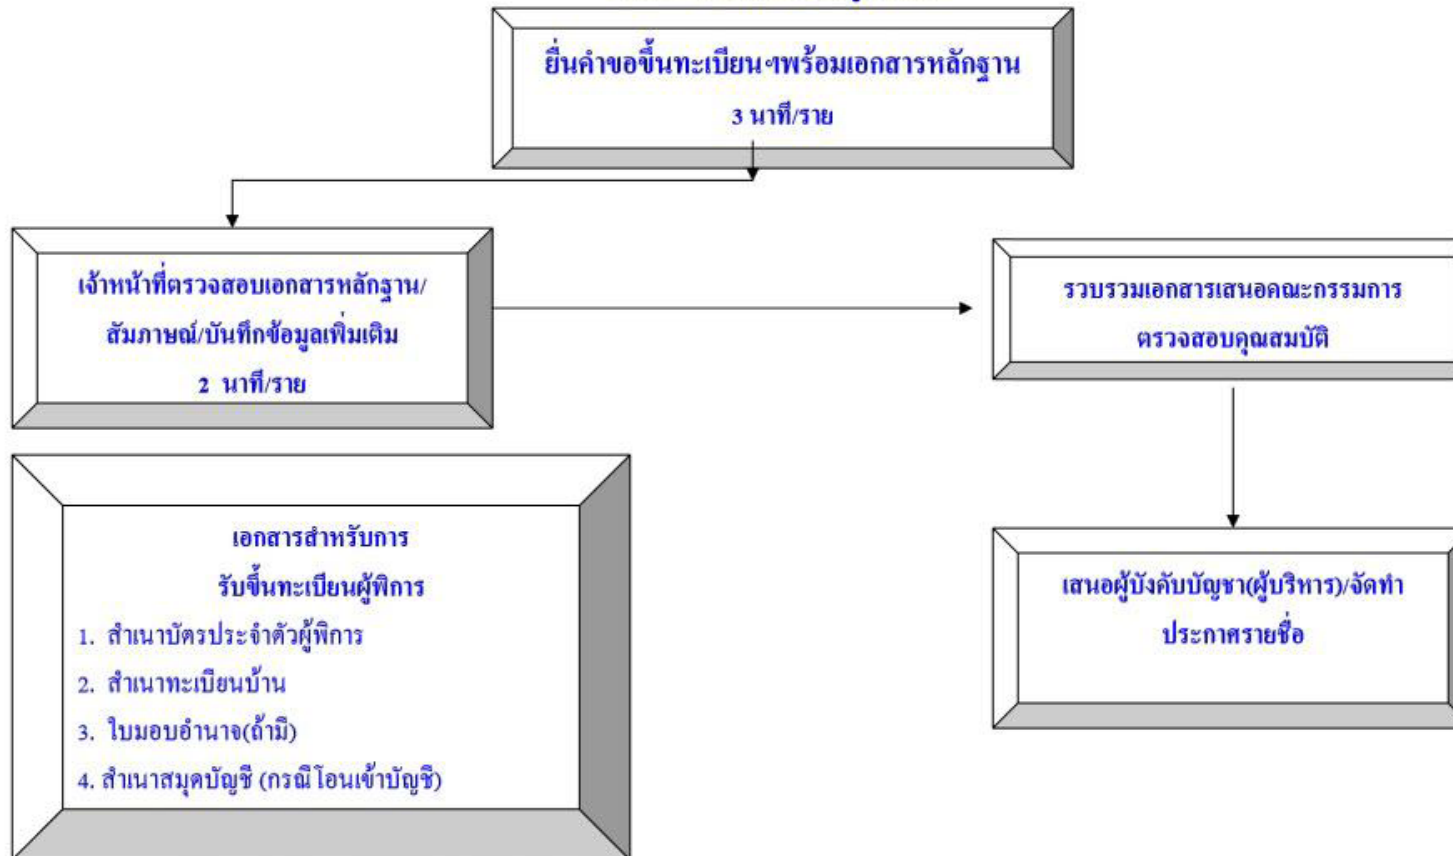 ยื่นคำขอขึ้นทะเบียนฯพร้อมเอกสารหลักฐาน
3 นาที/ราย
เจ้าหน้าที่ตรวจสอบเอกสารหลักฐาน/
สัมภาษณ์/บันทึกข้อมูลเพิ่มเติม
2 นาที/ราย
รวบรวมเอกสารเสนอคณะกรรมการ
ตรวจสอบคุณสมบัติ
เอกสารสำหรับการ
รับขึ้นทะเบียนผู้พิการ
1. สำเนาบัตรประจำตัวผู้พิการ
2. สำเนาทะเบียนบ้าน
3. ใบมอบอำนาจ(ถ้ามี)
4. สำเนาสมุดบัญชี (กรณีโอนเข้าบัญชี)
เสนอผู้บังคับบัญชา(ผู้บริหาร)/จัดทำ
ประกาศรายชื่อ